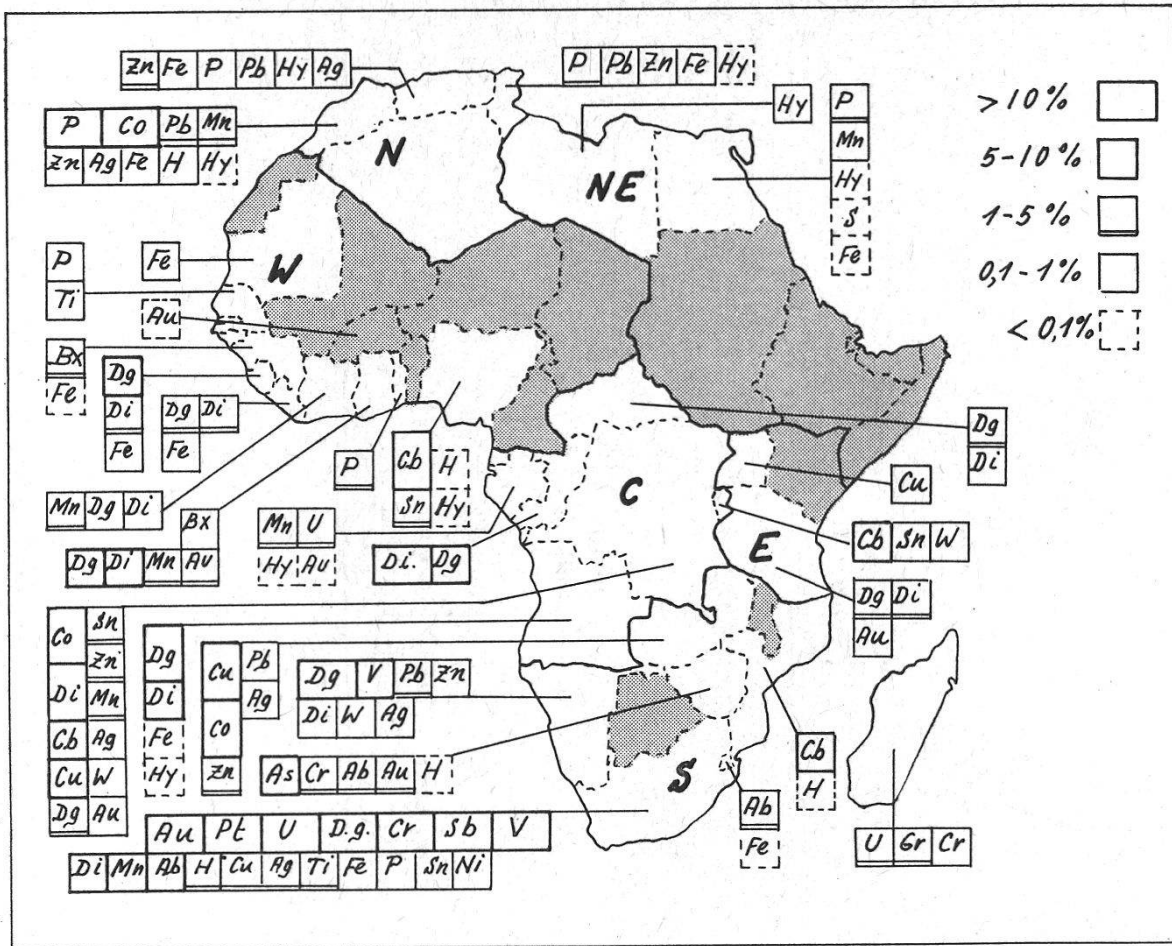 Zn Fe P Pb Hy Ag
P Pb Zn Fe Hy
Hy
P
Mn
Hy
S
Fe
> 10%
5-10%
1-5%
0,1-1%
< 0,1%
P Co Pb Mn
Zn Ag Fe H Hy
N
NE
W
P
Ti
Fe
Au
Bx
Fe
Dg
Di
Fe
Dg Di
Fe
P
Cb H
Sn Hy
Mn Dg Di
Bx
Dg Di Mn Au
Mn U
Hy Au
Di. Dg
C
E
Dg
Di
Cu
Cb Sn W
Dg Di
Au
Co Sn
Zn
Di Mn
Cb Ag
Cu W
Dg Au
Dg
Di
Fe
Hy
Cu Pb
Ag
Co
Zn
Dg V Pb Zn
Di W Ag
As Cr Ab Au H
S
Cb
H
Ab
Fe
U Gr Cr
Au Pt U D.g. Cr Sb V
Di Mn Ab H Cu Ag Ti Fe P Sn Ni